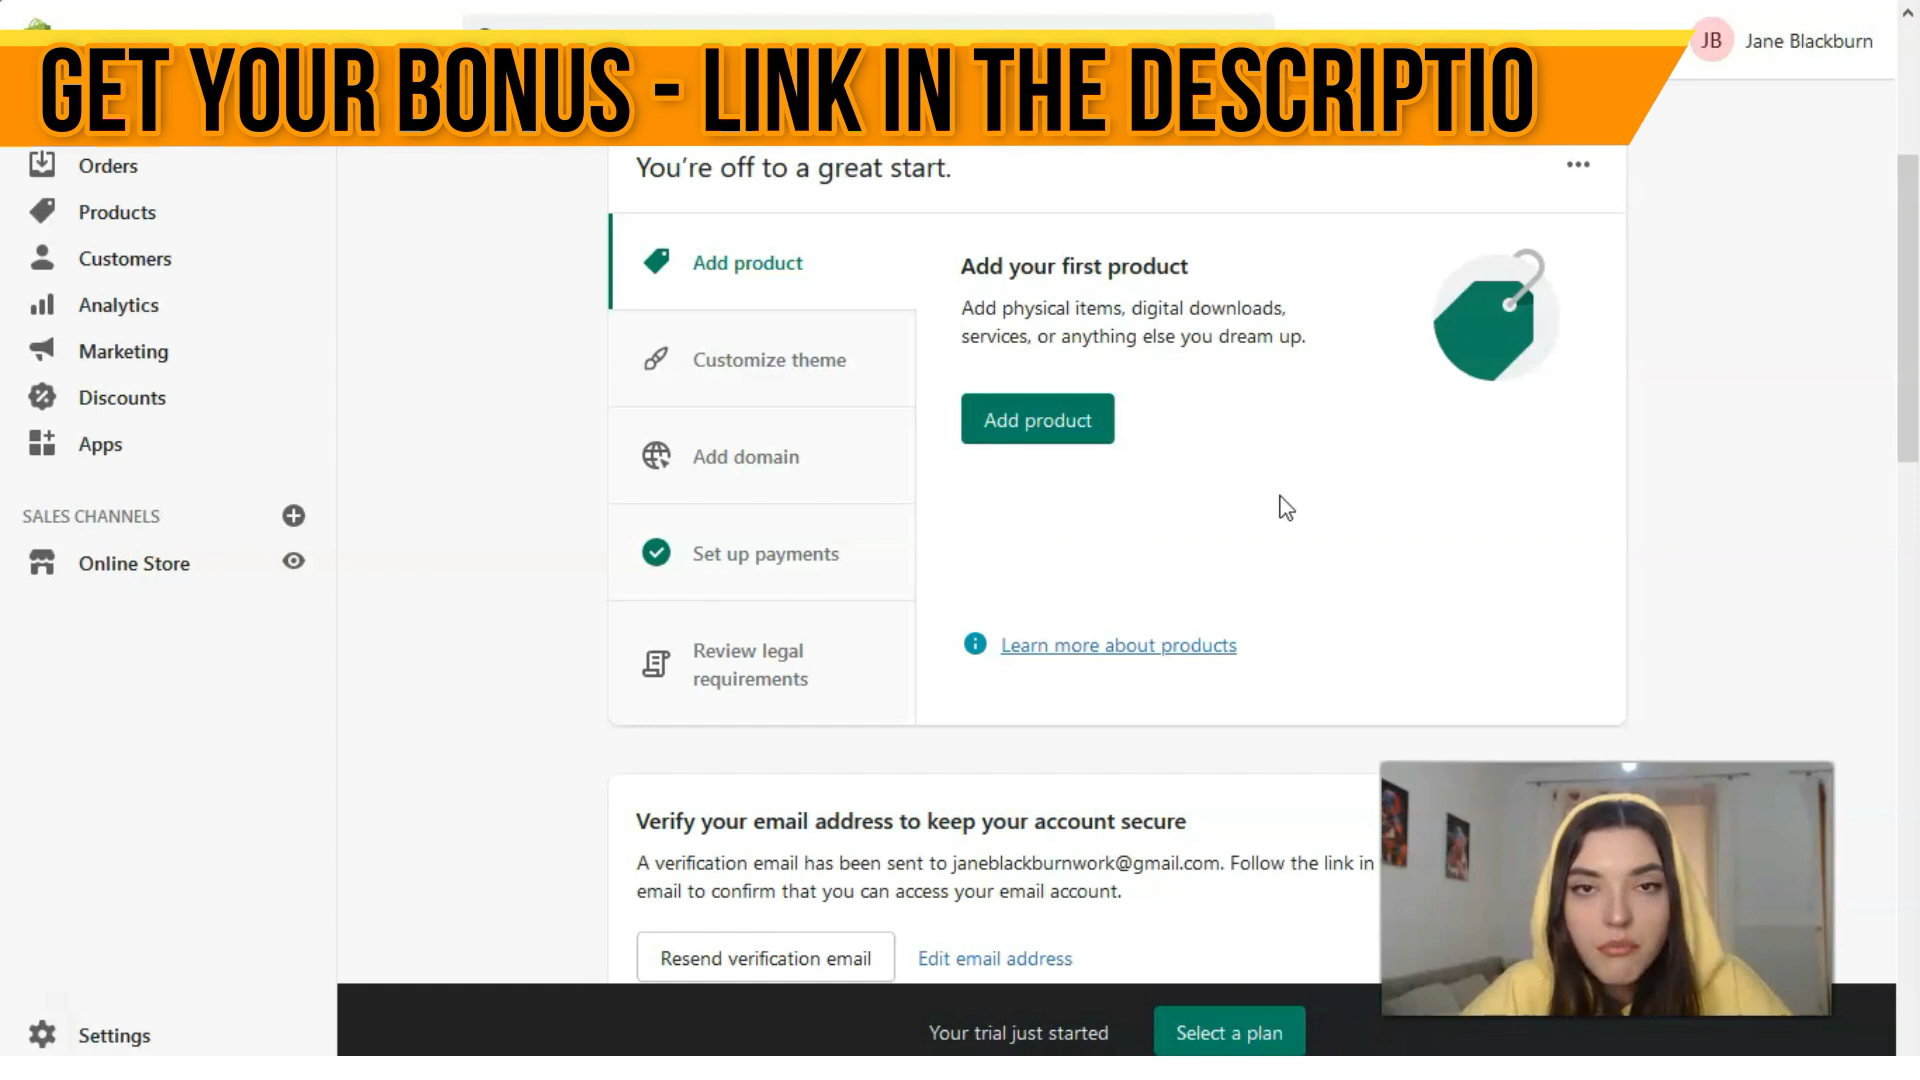 GET YOUR BONUS - LINK IN THE DESCRIPTIO
JB Jane Blackburn
Orders
Products
Customers
Analytics
Marketing
Discounts
Apps
SALES CHANNELS
Online Store
Settings
You're off to a great start.
Add product
Customize theme
Add domain
Set up payments
Review legal
requirements
Add your first product
Add physical items, digital downloads,
services, or anything else you dream up.
Add product
Learn more about products
Verify your email address to keep your account secure
A verification email has been sent to janeblackburnwork@gmail.com. Follow the link in
email to confirm that you can access your email account.
Resend verification email Edit email address
Your trial just started Select a plan